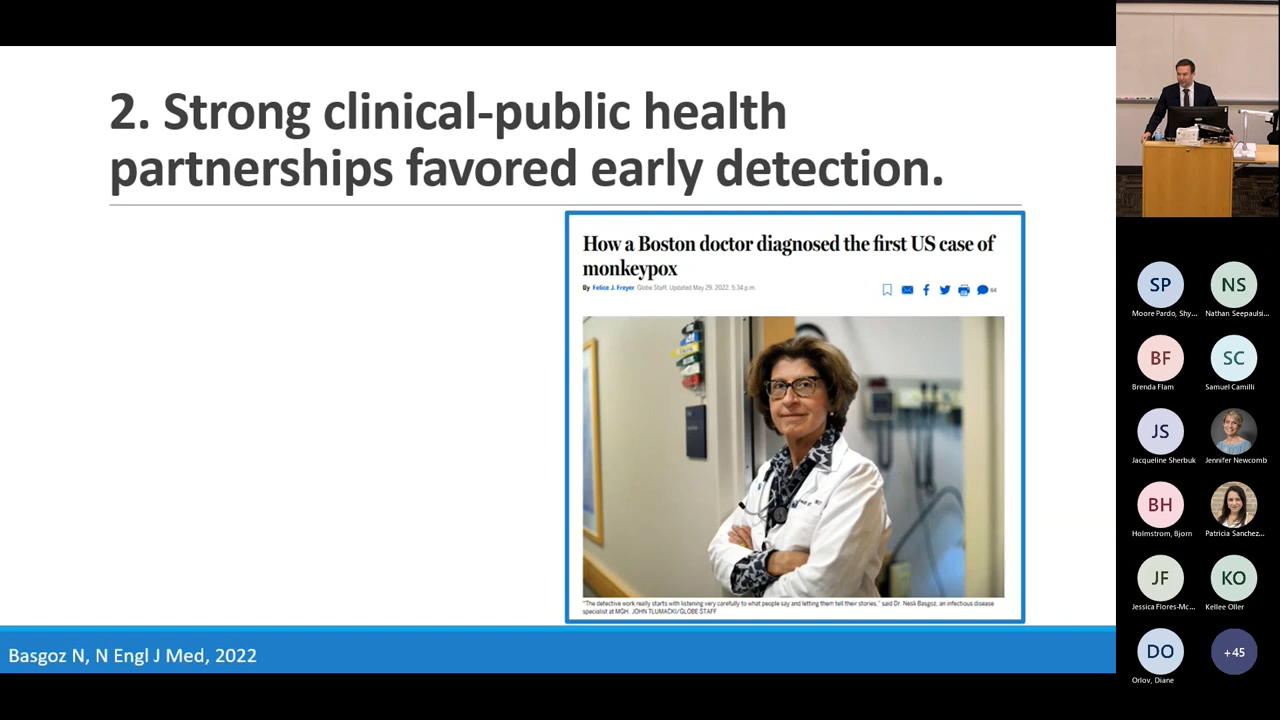 2. Strong clinical-public health
partnerships favored early detection.
How a Boston doctor diagnosed the first US case of
monkeypox
By Felice J. Freyer Globe Staff, Updated May 29, 2022, 5:34 p.m.
64
"The detective work really starts with listening very carefully to what people say and letting them tell their stories," said Dr. Nesli Basgoz, an infectious disease
specialist at MGH. JOHN TLUMACKI/GLOBE STAFF
Basgoz N, N Engl J Med, 2022
SP NS
Moore Pardo, Shy... Nathan Seepaulsi...
BF SC
Brenda Flam Samuel Camilli
JS
Jacqueline Sherbuk Jennifer Newcomb
BH
Holmstrom, Bjorn Patricia Sanchez...
JF KO
Jessica Flores-Mc... Kellee Oller
DO +45
Orlov, Diane